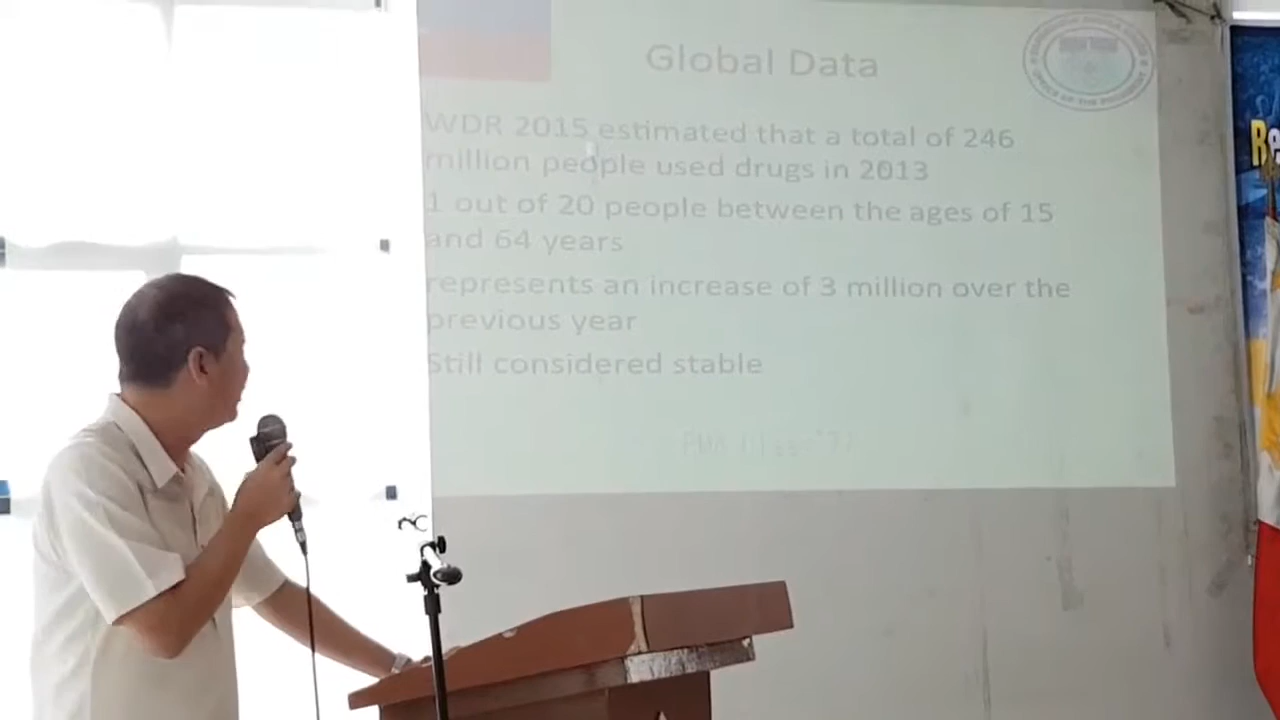 Global Data
WDR 2015 estimated that a total of 246
million people used drugs in 2013
1 out of 20 people between the ages of 15
and 64 years
represents an increase of 3 million over the
previous year
Still considered stable